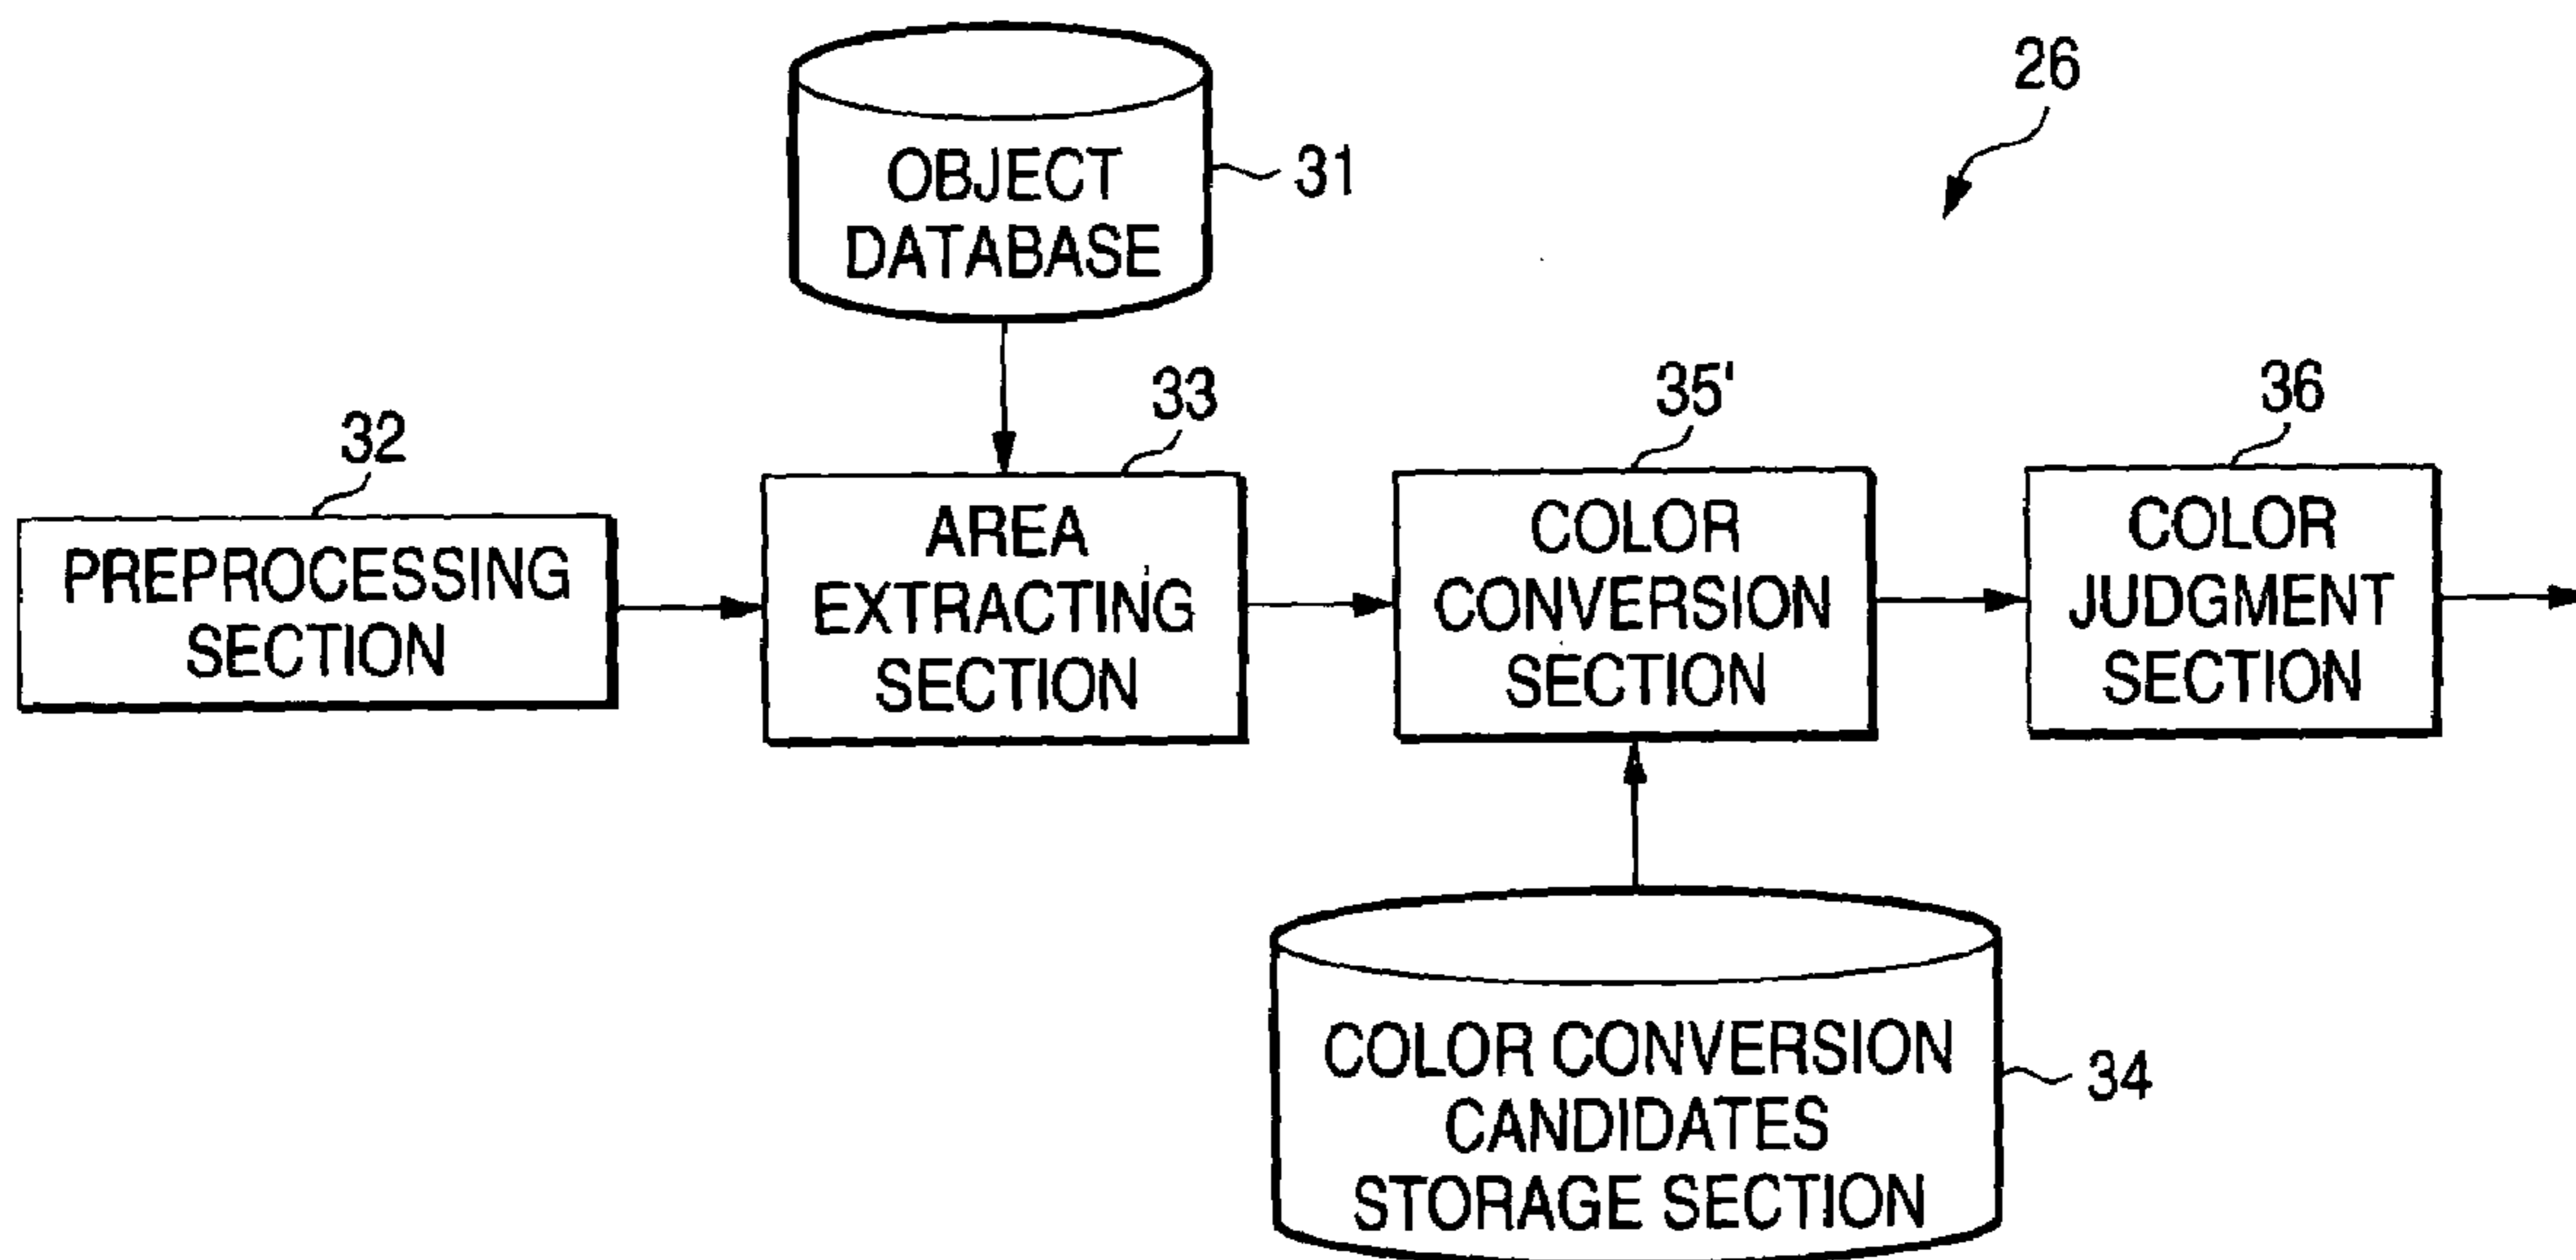 26
OBJECT
DATABASE
31
32
PREPROCESSING
SECTION
33
AREA
EXTRACTING
SECTION
35'
COLOR
CONVERSION
SECTION
36
COLOR
JUDGMENT
SECTION
COLOR CONVERSION
CANDIDATES
STORAGE SECTION
34